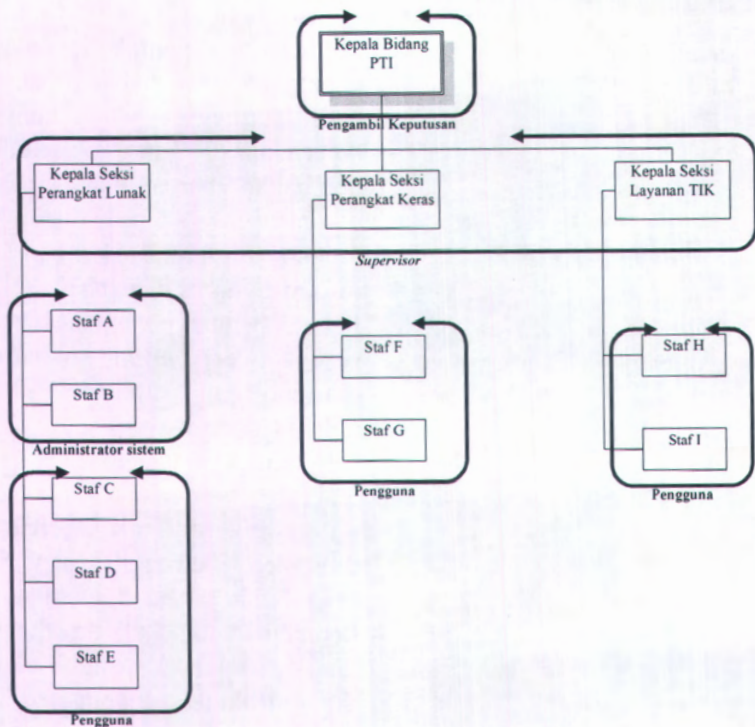 Kepala Bidang
PTI
Pengambil Keputusan
Kepala Seksi
Perangkat Lunak
Kepala Seksi
Perangkat Keras
Kepala Seksi
Layanan TIK
Supervisor
Staf A
Staf B
Administrator sistem
Staf C
Staf D
Staf E
Pengguna
Staf F
Staf G
Pengguna
Staf H
Staf I
Pengguna